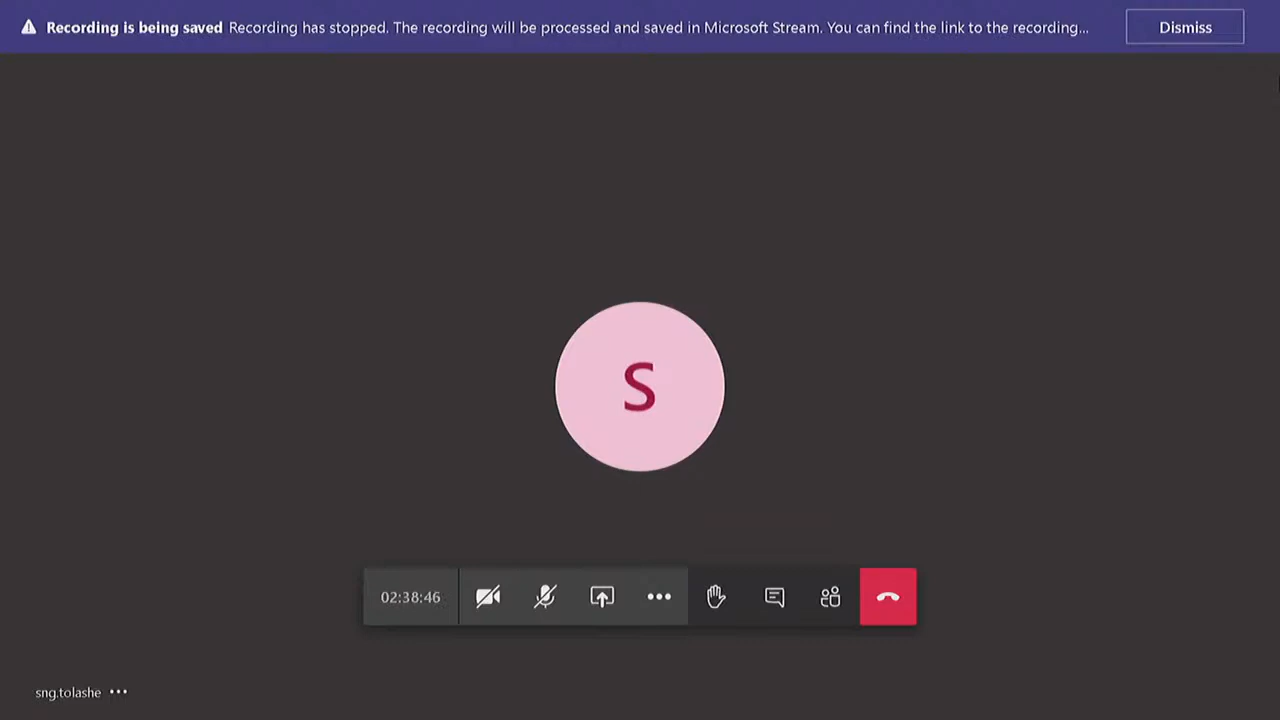 Recording is being saved Recording has stopped. The recording will be processed and saved in Microsoft Stream. You can find the link to the recording... Dismiss
S
02:38:46
sng.tolashe